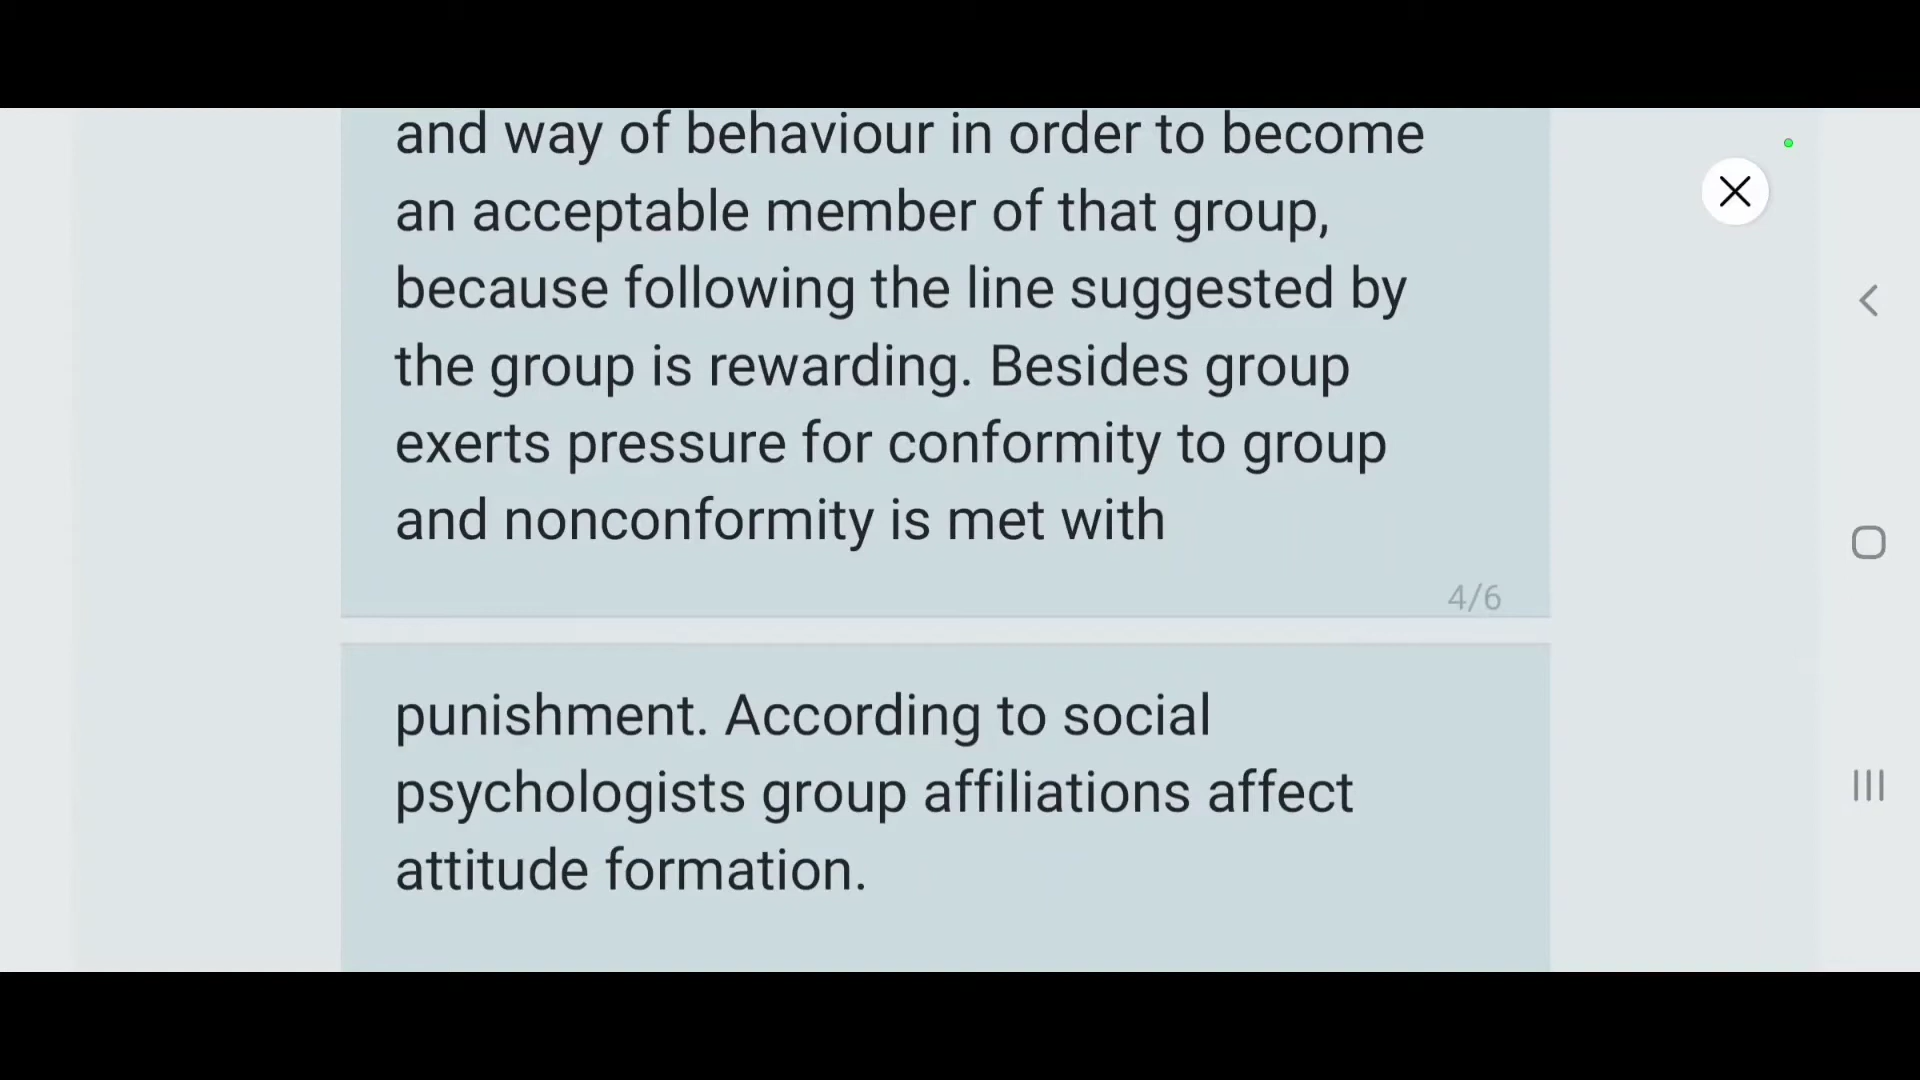 and way of behaviour in order to become
an acceptable member of that group,
because following the line suggested by
the group is rewarding. Besides group
exerts pressure for conformity to group
and nonconformity is met with
4/6
punishment. According to social
psychologists group affiliations affect
attitude formation.